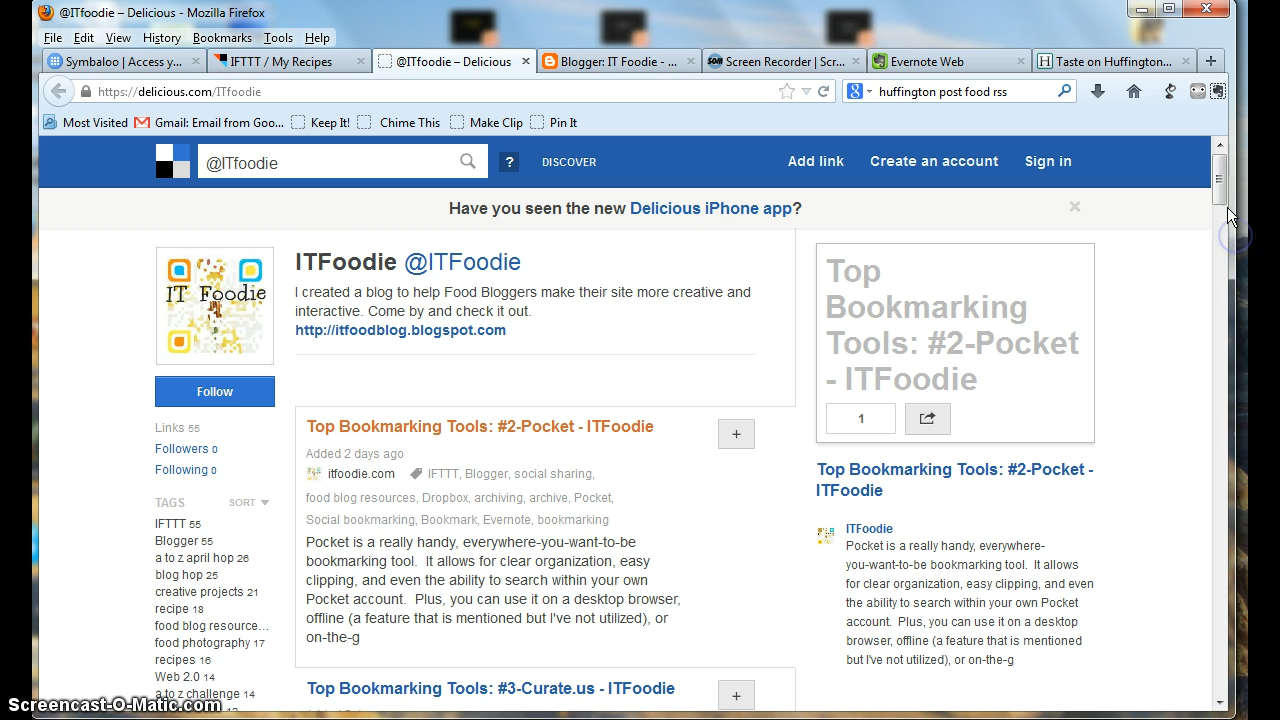 @ITfoodie - Delicious - Mozilla Firefox
File Edit View History Bookmarks Tools Help
Symbaloo | Access y... × IFTTT / My Recipes × @ITfoodie – Delicious × Blogger: IT Foodie - ... × Screen Recorder | Scr... × Evernote Web × Taste on Huffington... × +
https://delicious.com/ITfoodie
huffington post food rss
Most Visited Gmail: Email from Goo... Keep It! Chime This Make Clip Pin It
@ITfoodie ? DISCOVER Add link Create an account Sign in
Have you seen the new Delicious iPhone app? ×
IT Foodie
ITFoodie @ITFoodie
I created a blog to help Food Bloggers make their site more creative and
interactive. Come by and check it out.
http://itfoodblog.blogspot.com
Follow
Links 55
Followers 0
Following 0
TAGS SORT
IFTTT 55
Blogger 55
a to z april hop 26
blog hop 25
creative projects 21
recipe 18
food blog resource...
food photography 17
recipes 16
Web 2.0 14
a to z challenge 14
Top Bookmarking Tools: #2-Pocket - ITFoodie
+
Added 2 days ago
itfoodie.com IFTTT, Blogger, social sharing,
food blog resources, Dropbox, archiving, archive, Pocket,
Social bookmarking, Bookmark, Evernote, bookmarking
Pocket is a really handy, everywhere-you-want-to-be
bookmarking tool. It allows for clear organization, easy
clipping, and even the ability to search within your own
Pocket account. Plus, you can use it on a desktop browser,
offline (a feature that is mentioned but I've not utilized), or
on-the-g
Top Bookmarking Tools: #3-Curate.us - ITFoodie
+
Top
Bookmarking
Tools: #2-Pocket
- ITFoodie
1
Top Bookmarking Tools: #2-Pocket -
ITFoodie
ITFoodie
Pocket is a really handy, everywhere-
you-want-to-be bookmarking tool. It allows
for clear organization, easy clipping, and even
the ability to search within your own Pocket
account. Plus, you can use it on a desktop
browser, offline (a feature that is mentioned
but I've not utilized), or on-the-g
Screencast-O-Matic.com